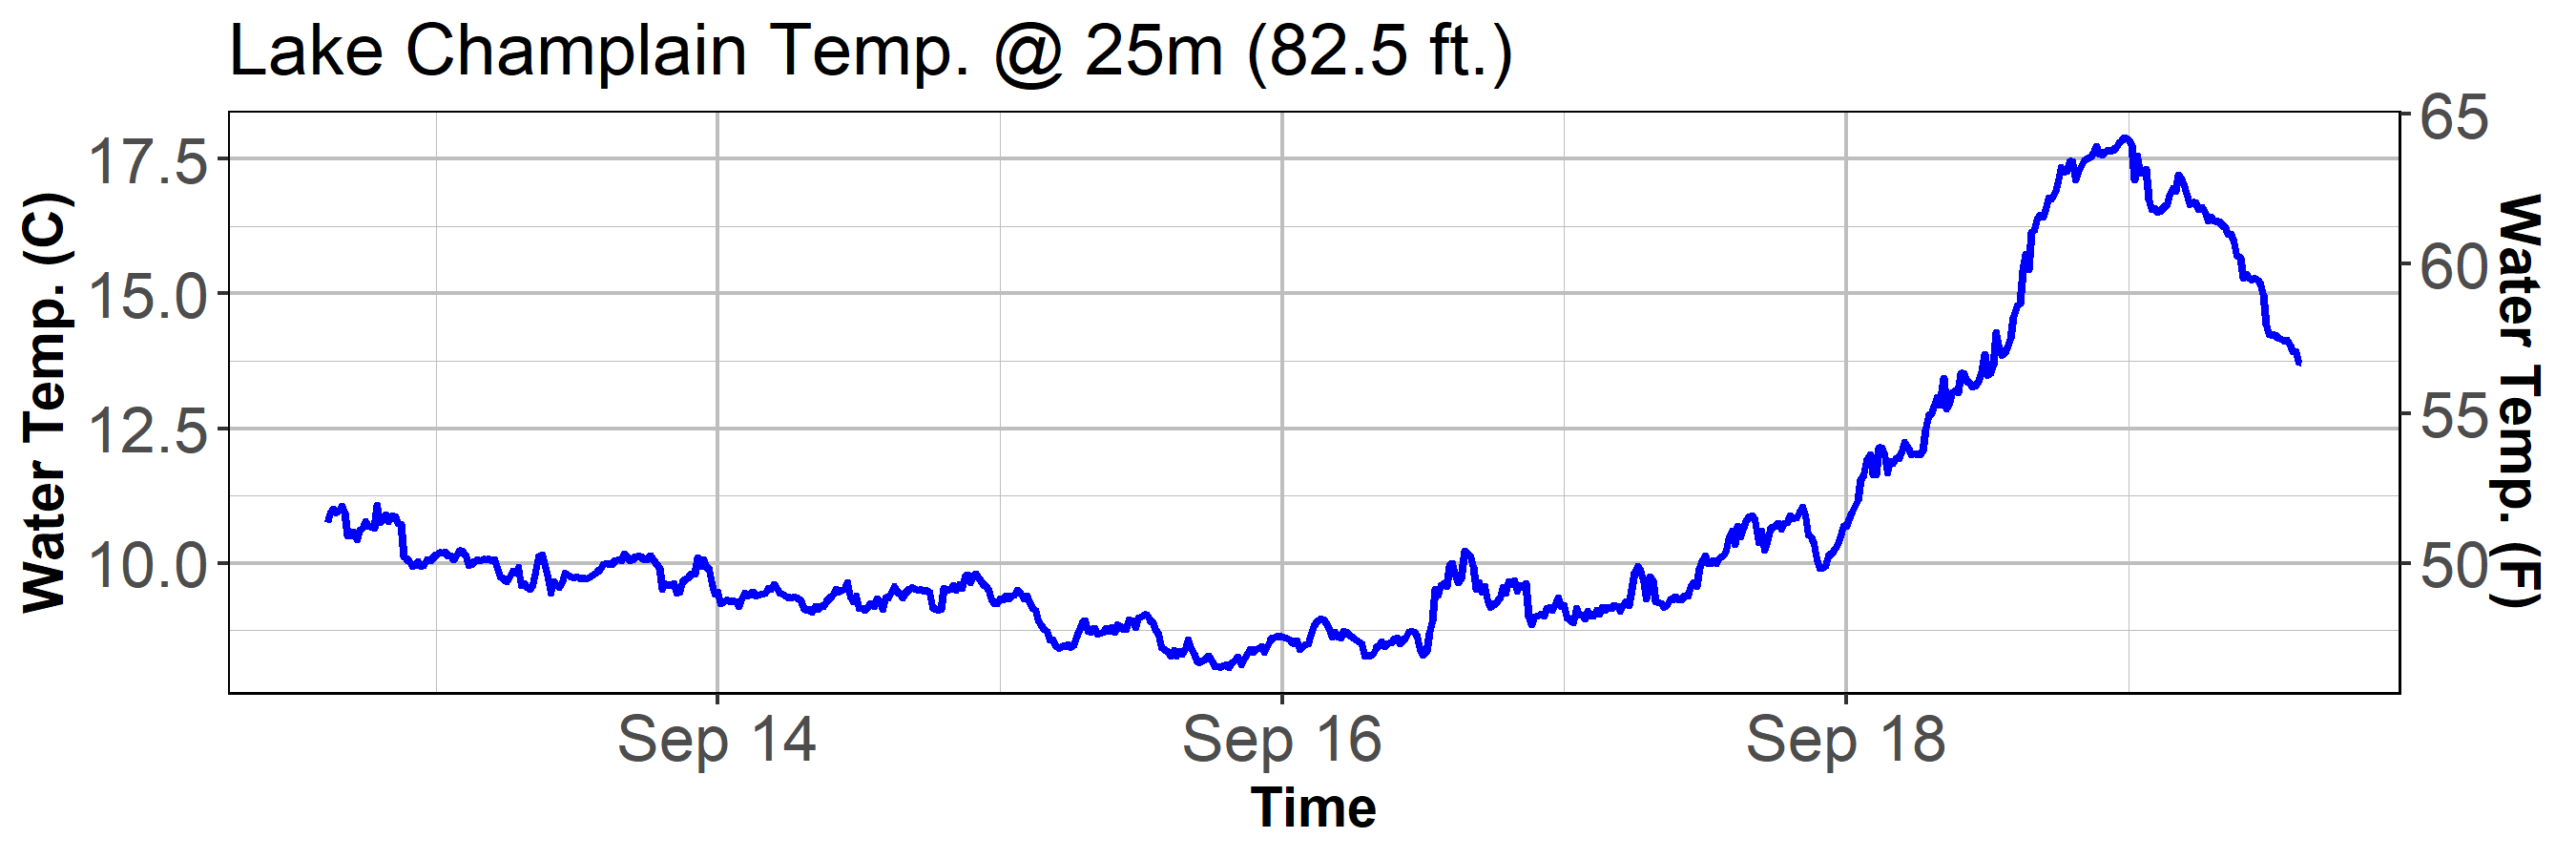 Lake Champlain Temp. @ 25m (82.5 ft.)
Water Temp. (C)
17.5
15.0
12.5
10.0
65
60
55
50
Water Temp. (F)
Sep 14
Sep 16
Sep 18
Time